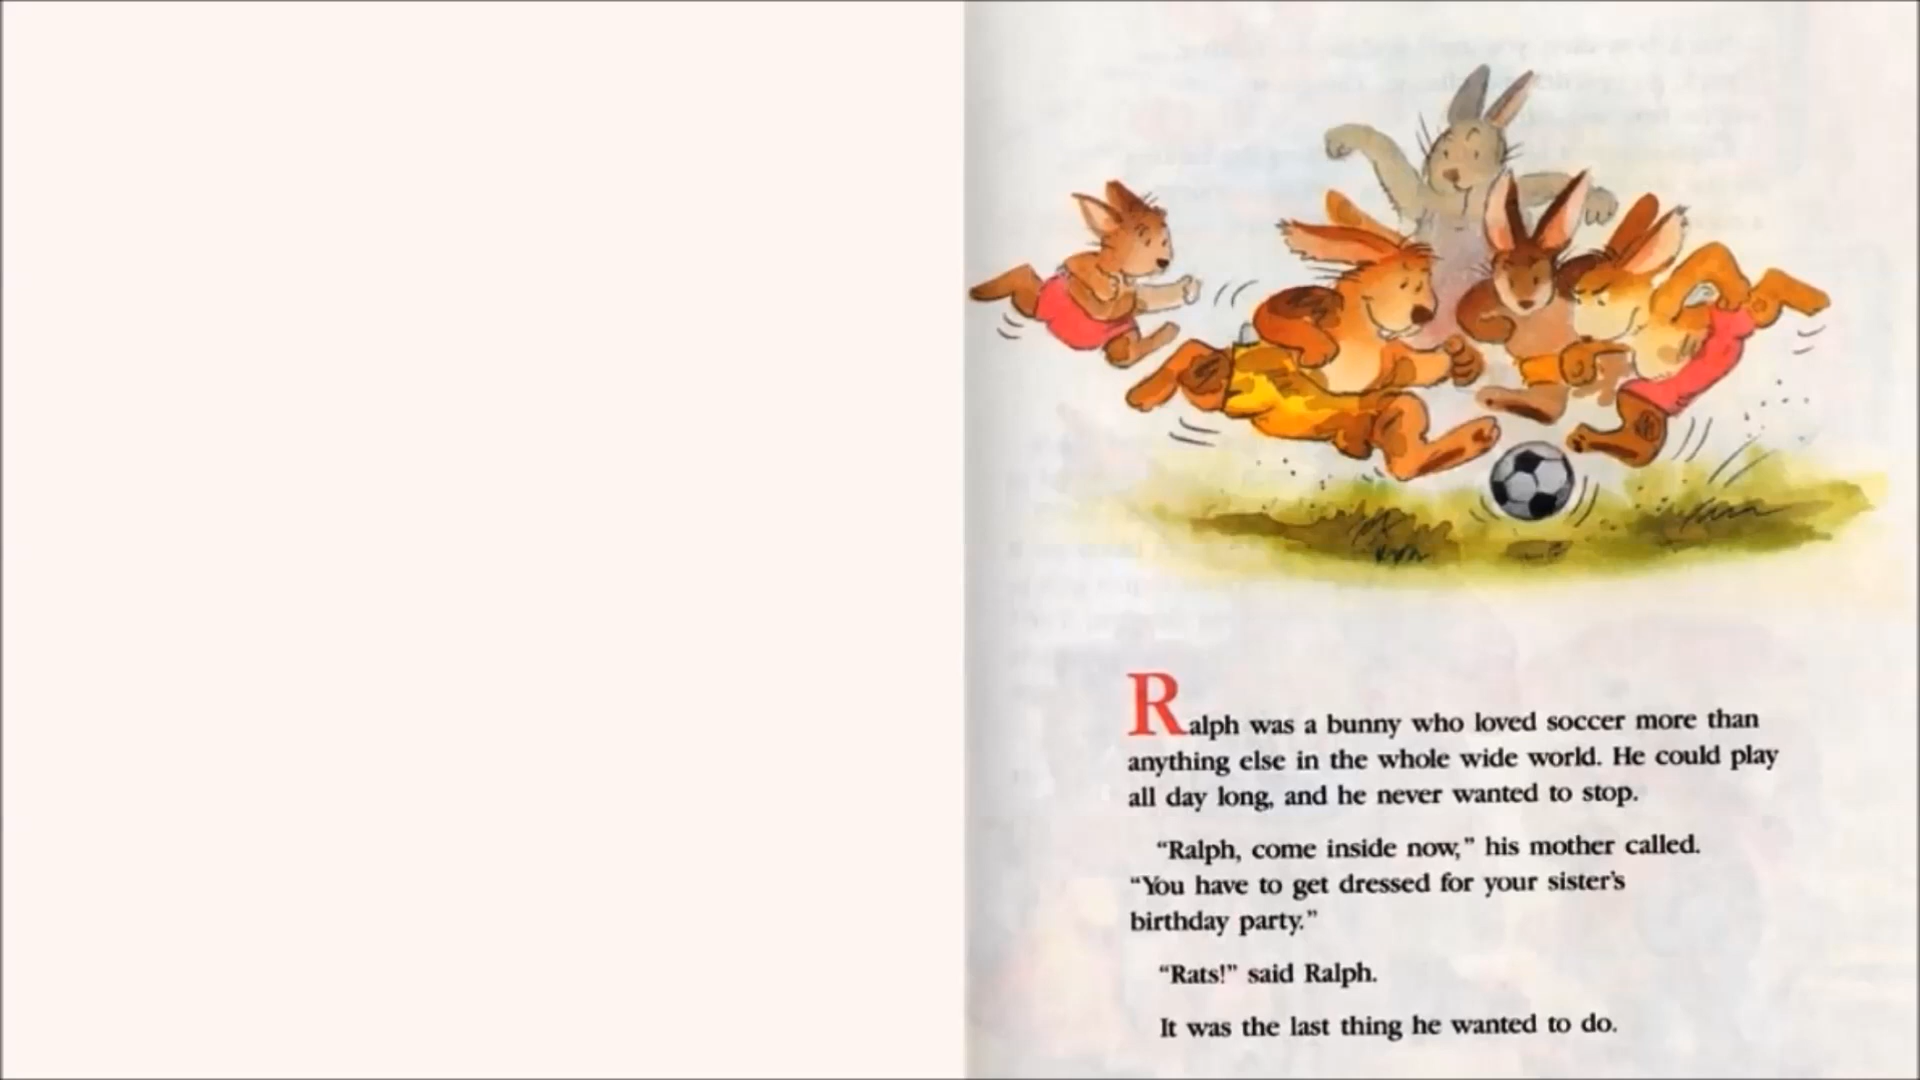 Ralph was a bunny who loved soccer more than
anything else in the whole wide world. He could play
all day long, and he never wanted to stop.
“Ralph, come inside now,” his mother called.
“You have to get dressed for your sister’s
birthday party.”
“Rats!” said Ralph.
It was the last thing he wanted to do.